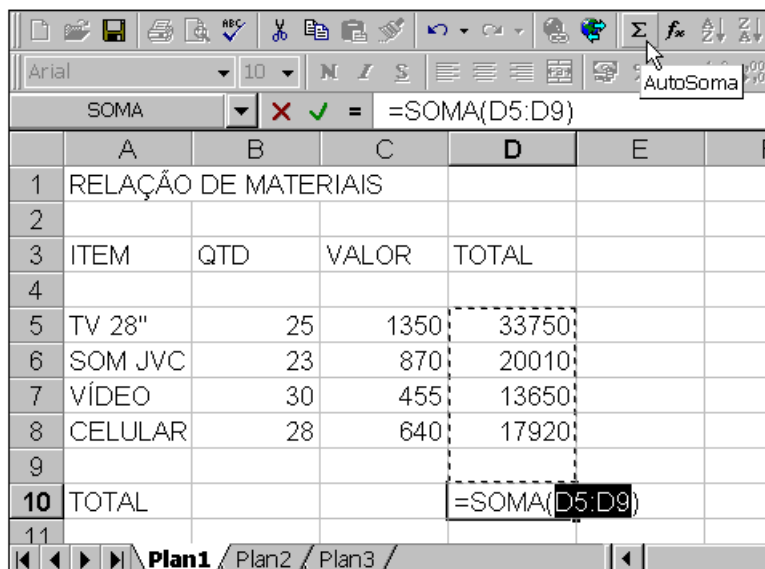 ABC Σ f∞ A Z Z A
Arial 10 N I S
AutoSoma
SOMA = =SOMA(D5:D9)
A B C D E
1 RELAÇÃO DE MATERIAIS
2
3 ITEM QTD VALOR TOTAL
4
5 TV 28" 25 1350 33750
6 SOM JVC 23 870 20010
7 VÍDEO 30 455 13650
8 CELULAR 28 640 17920
9
10 TOTAL =SOMA(D5:D9)
11
Plan1 Plan2 Plan3